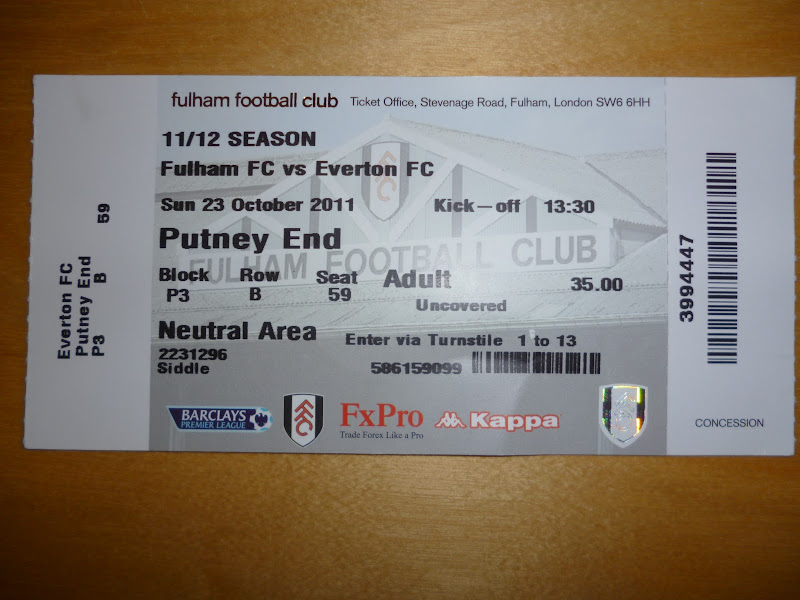 fulham football club Ticket Office, Stevenage Road, Fulham, London SW6 6HH
11/12 SEASON
Fulham FC vs Everton FC
Sun 23 October 2011 Kick-off 13:30
Putney End
FULHAM FOOTBALL CLUB
Block Row Seat Adult 35.00
P3 B 59 Uncovered
Neutral Area Enter via Turnstile 1 to 13
2231296
Siddle 586159099
BARCLAYS
PREMIER LEAGUE
FFC
FxPro
Trade Forex Like a Pro
Kappa
Everton FC
Putney End
P3 B 59
3994447
CONCESSION